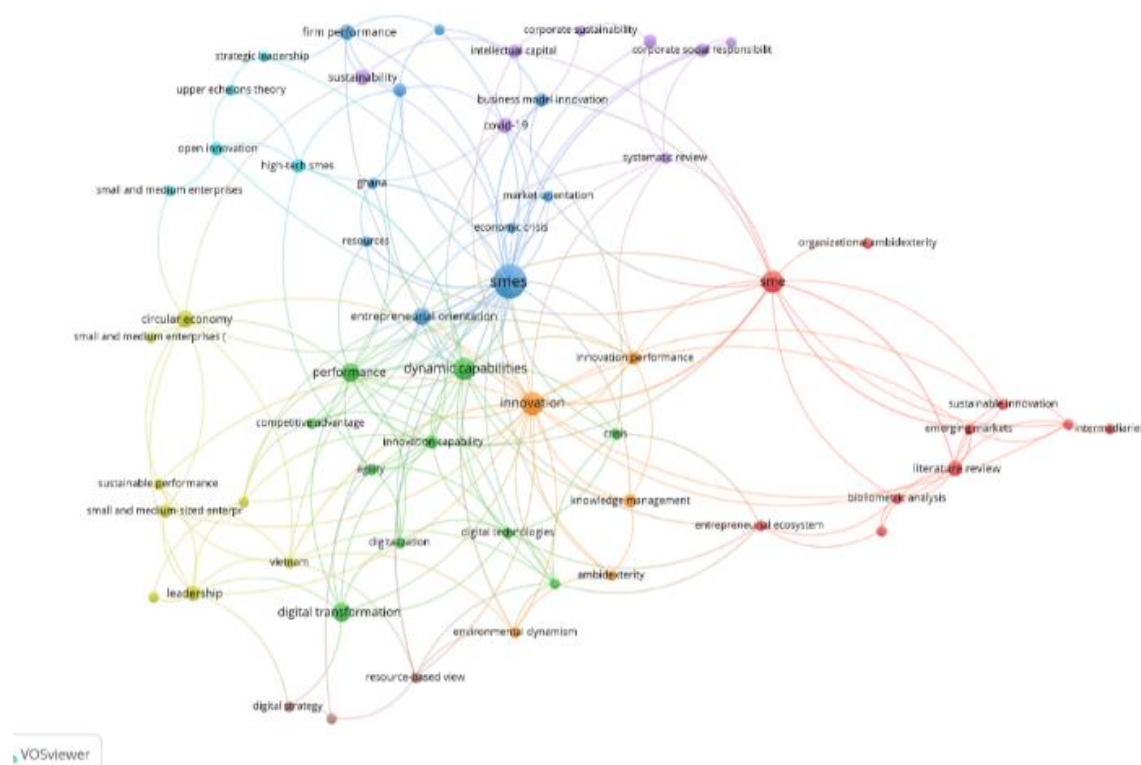 firm performance
corporate sustainability
intellectual capital
corporate social responsibilit
strategic leadership
sustainability
upper echelons theory
business model innovation
covid-19
open innovation
high-tech smes
systematic review
small and medium enterprises
ghana
market orientation
economic crisis
resources
organizational ambidexterity
smes
sme
circular economy
entrepreneurial orientation
small and medium enterprises (
innovation performance
performance
dynamic capabilities
innovation
sustainable innovation
competitive advantage
emerging markets
intermediaries
crisis
innovation capability
agility
literature review
sustainable performance
bibliometric analysis
knowledge management
small and medium-sized enterpr
entrepreneurial ecosystem
digital technologies
digitalization
vietnam
ambidexterity
leadership
digital transformation
environmental dynamism
resource-based view
digital strategy
VOSviewer